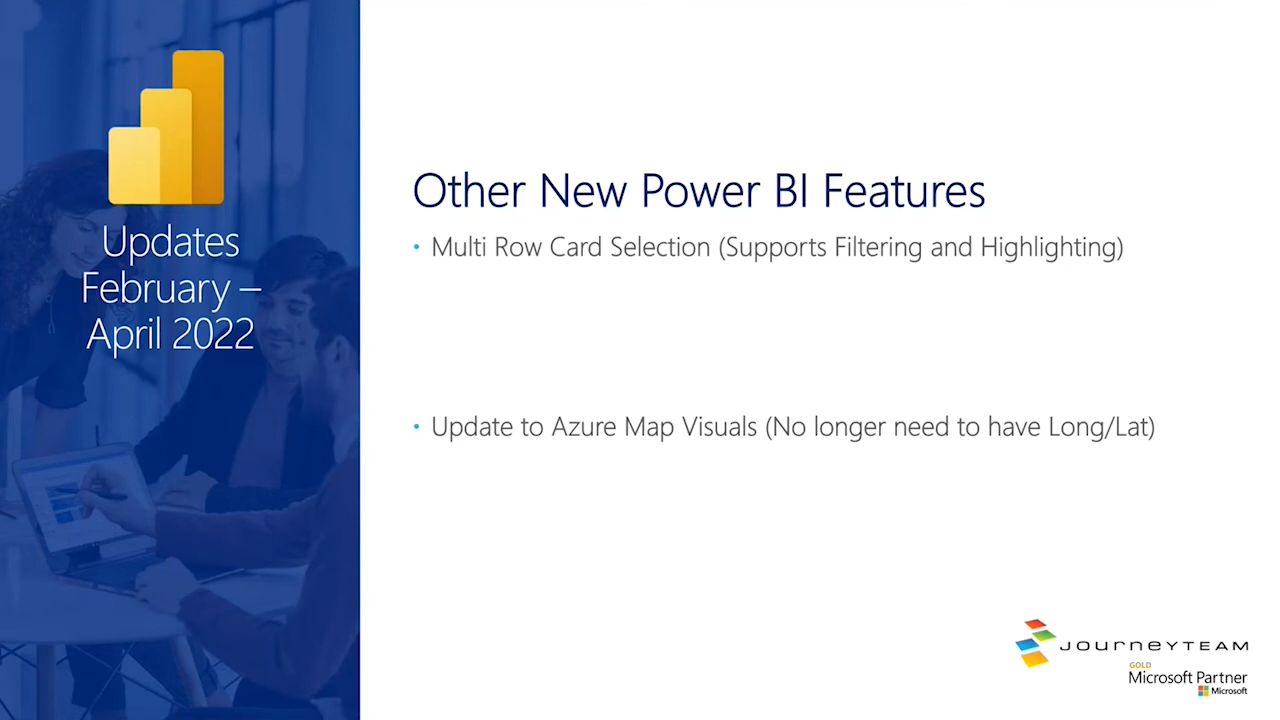 Updates
February –
April 2022
Other New Power BI Features
• Multi Row Card Selection (Supports Filtering and Highlighting)
• Update to Azure Map Visuals (No longer need to have Long/Lat)
JOURNEYTEAM
GOLD
Microsoft Partner
Microsoft